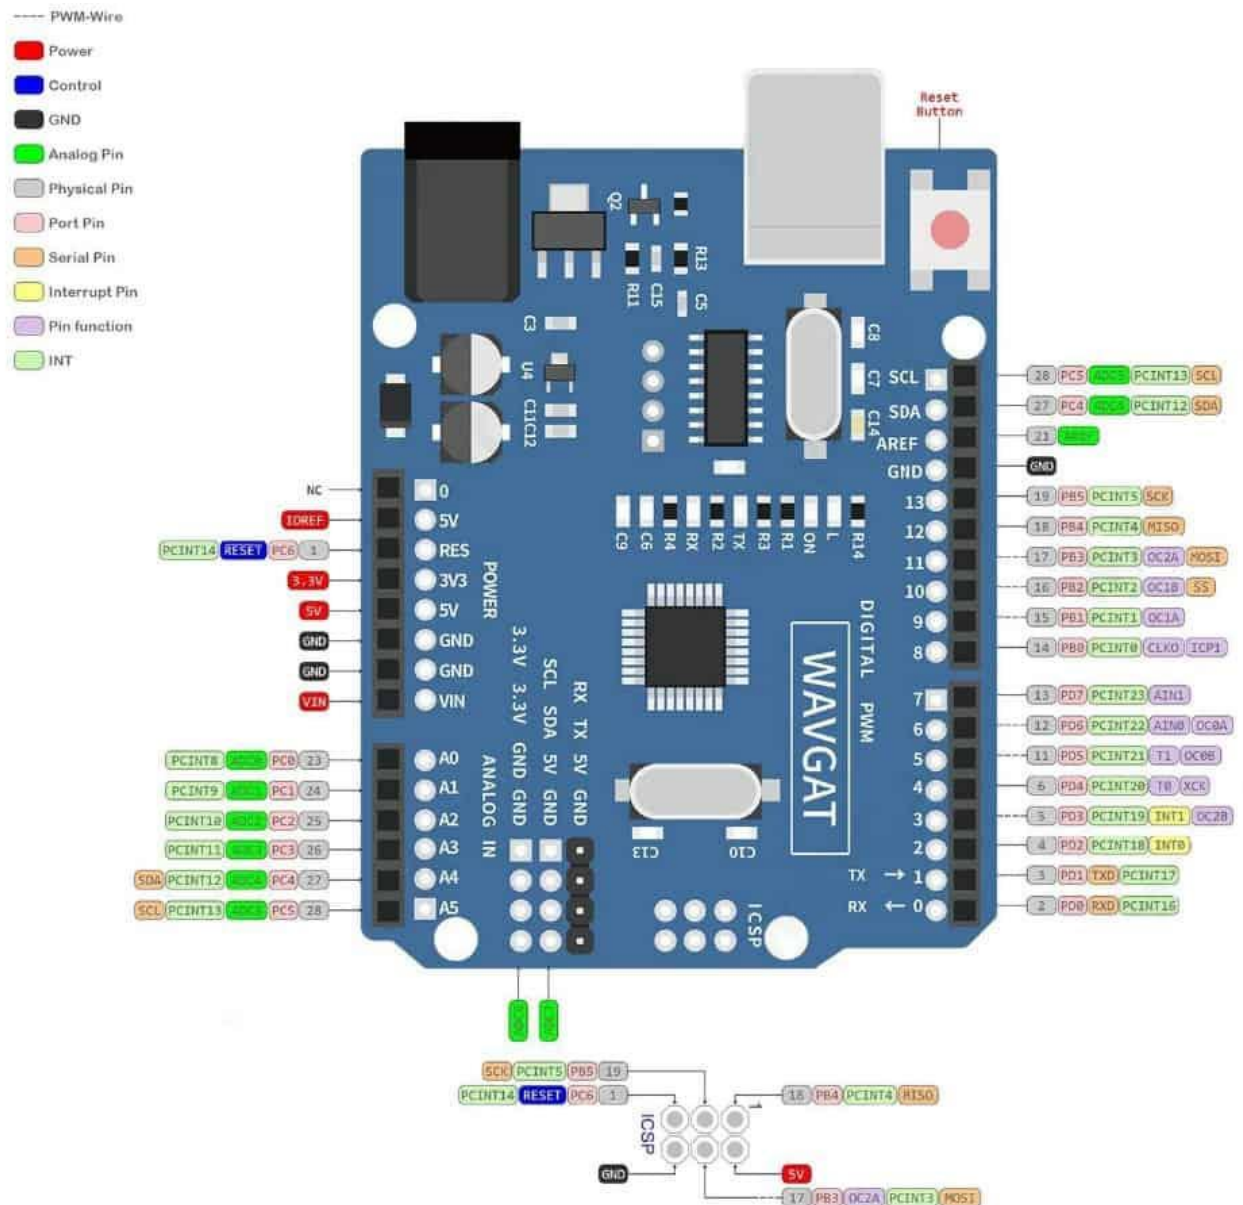 PWM-Wire
Power
Control
GND
Analog Pin
Physical Pin
Port Pin
Serial Pin
Interrupt Pin
Pin function
INT
Reset
Button
Q2
R11
C15
R13
C5
C3
U4
C11
C12
C8
C7
C14
C9 C6 R4 RX R2 TX R3 R1 ON L R14
NC 0
IOREF 5V
PCINT14 RESET PC6 1 RES
3.3V 3V3
5V 5V
GND GND
GND GND
VIN VIN
POWER
PCINT8 ADC0 PC0 23 A0
PCINT9 ADC1 PC1 24 A1
PCINT10 ADC2 PC2 25 A2
PCINT11 ADC3 PC3 26 A3
SDA PCINT12 ADC4 PC4 27 A4
SCL PCINT13 ADC5 PC5 28 A5
ANALOG IN
3.3V 3.3V GND GND
SCL SDA 5V GND
RX TX 5V GND
SCL 28 PC5 ADC5 PCINT13 SCL
SDA 27 PC4 ADC4 PCINT12 SDA
AREF 21 AREF
GND GND
13 19 PB5 PCINT5 SCK
12 18 PB4 PCINT4 MISO
11 17 PB3 PCINT3 OC2A MOSI
10 16 PB2 PCINT2 OC1B SS
9 15 PB1 PCINT1 OC1A
8 14 PB0 PCINT0 CLKO ICP1
7 13 PD7 PCINT23 AIN1
6 12 PD6 PCINT22 AIN0 OC0A
5 11 PD5 PCINT21 T1 OC0B
4 6 PD4 PCINT20 T0 XCK
3 5 PD3 PCINT19 INT1 OC2B
2 4 PD2 PCINT18 INT0
TX → 1 3 PD1 TXD PCINT17
RX ← 0 2 PD0 RXD PCINT16
DIGITAL PWM
WAVGAT
C13
C10
ICSP
SCK PCINT5 PB5 19
PCINT14 RESET PC6 1
18 PB4 PCINT4 MISO
1
ICSP
GND
5V
17 PB3 OC2A PCINT3 MOSI